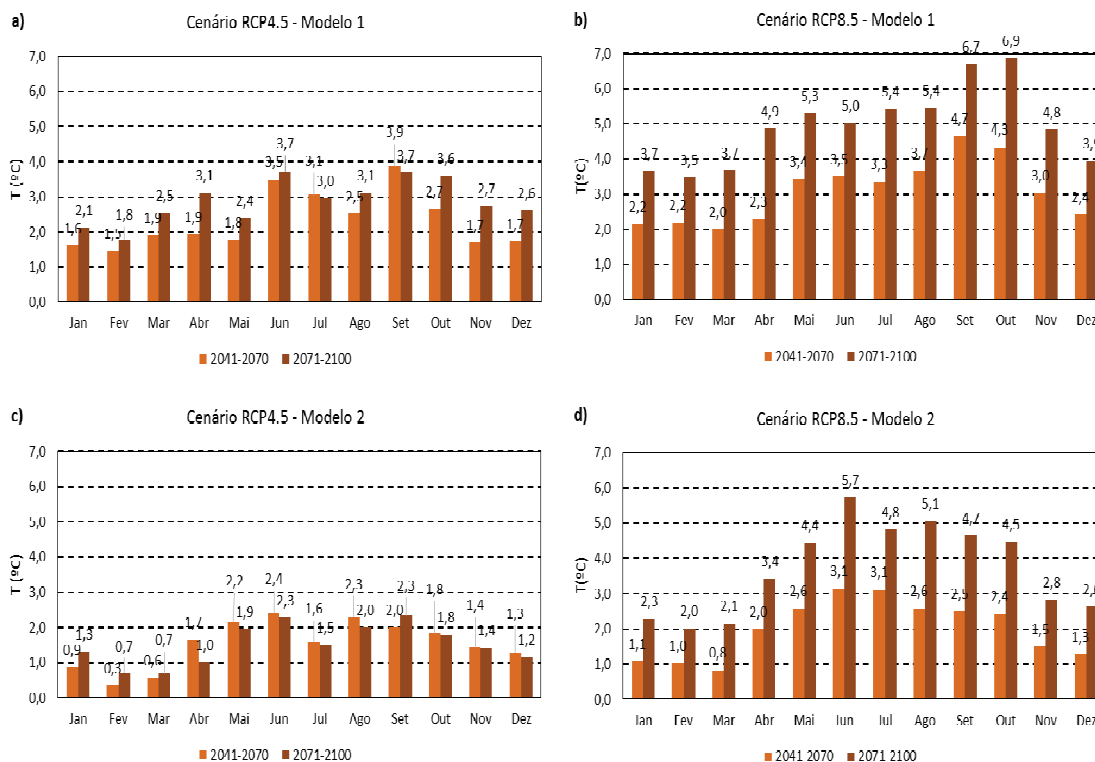 a)
Cenário RCP4.5 - Modelo 1
T (ºC)
7,0
6,0
5,0
4,0
3,0
2,0
1,0
0,0
1,6 2,1 1,5 1,8 1,9 2,5 1,9 3,1 1,8 2,4 3,5 3,7 3,1 3,0 2,5 3,1 3,9 3,7 2,7 3,6 1,7 2,7 1,7 2,6
Jan Fev Mar Abr Mai Jun Jul Ago Set Out Nov Dez
2041-2070 2071-2100
b)
Cenário RCP8.5 - Modelo 1
T(ºC)
7,0
6,0
5,0
4,0
3,0
2,0
1,0
0,0
2,2 3,7 2,2 3,5 2,0 3,7 2,3 4,9 3,4 5,3 3,5 5,0 3,3 5,4 3,7 5,4 4,7 6,7 4,3 6,9 3,0 4,8 2,4 3,9
Jan Fev Mar Abr Mai Jun Jul Ago Set Out Nov Dez
2041-2070 2071-2100
c)
Cenário RCP4.5 - Modelo 2
T (ºC)
7,0
6,0
5,0
4,0
3,0
2,0
1,0
0,0
0,9 1,3 0,3 0,7 0,6 0,7 1,7 1,0 2,2 1,9 2,4 2,3 1,6 1,5 2,3 2,0 2,0 2,3 1,8 1,8 1,4 1,4 1,3 1,2
Jan Fev Mar Abr Mai Jun Jul Ago Set Out Nov Dez
2041-2070 2071-2100
d)
Cenário RCP8.5 - Modelo 2
T(ºC)
7,0
6,0
5,0
4,0
3,0
2,0
1,0
0,0
1,1 2,3 1,0 2,0 0,8 2,1 2,0 3,4 2,6 4,4 3,1 5,7 3,1 4,8 2,6 5,1 2,5 4,7 2,4 4,5 1,5 2,8 1,3
Jan Fev Mar Abr Mai Jun Jul Ago Set Out Nov Dez
2041 2070 2071 2100